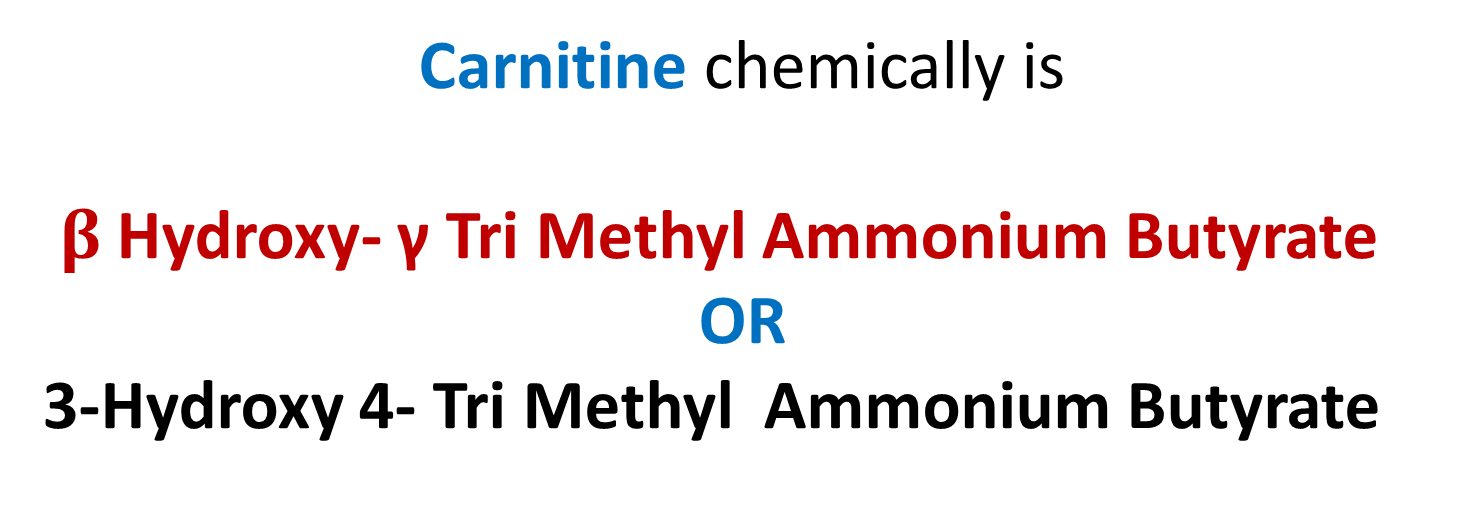 Carnitine chemically is
β Hydroxy- γ Tri Methyl Ammonium Butyrate
OR
3-Hydroxy 4- Tri Methyl  Ammonium Butyrate